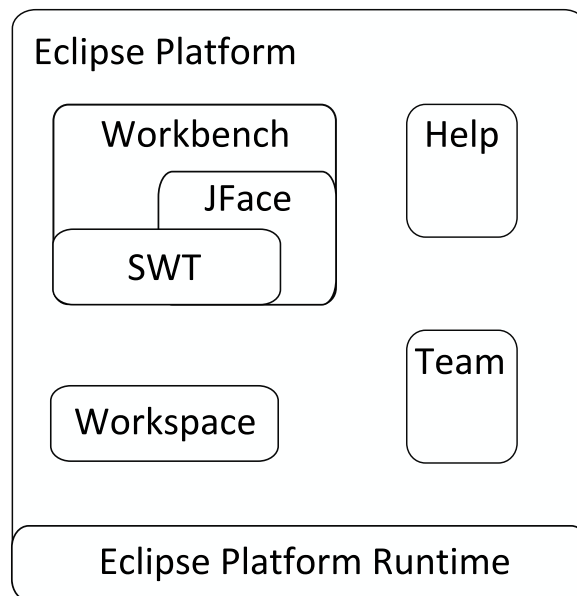 Eclipse Platform
Workbench
Help
JFace
SWT
Team
Workspace
Eclipse Platform Runtime